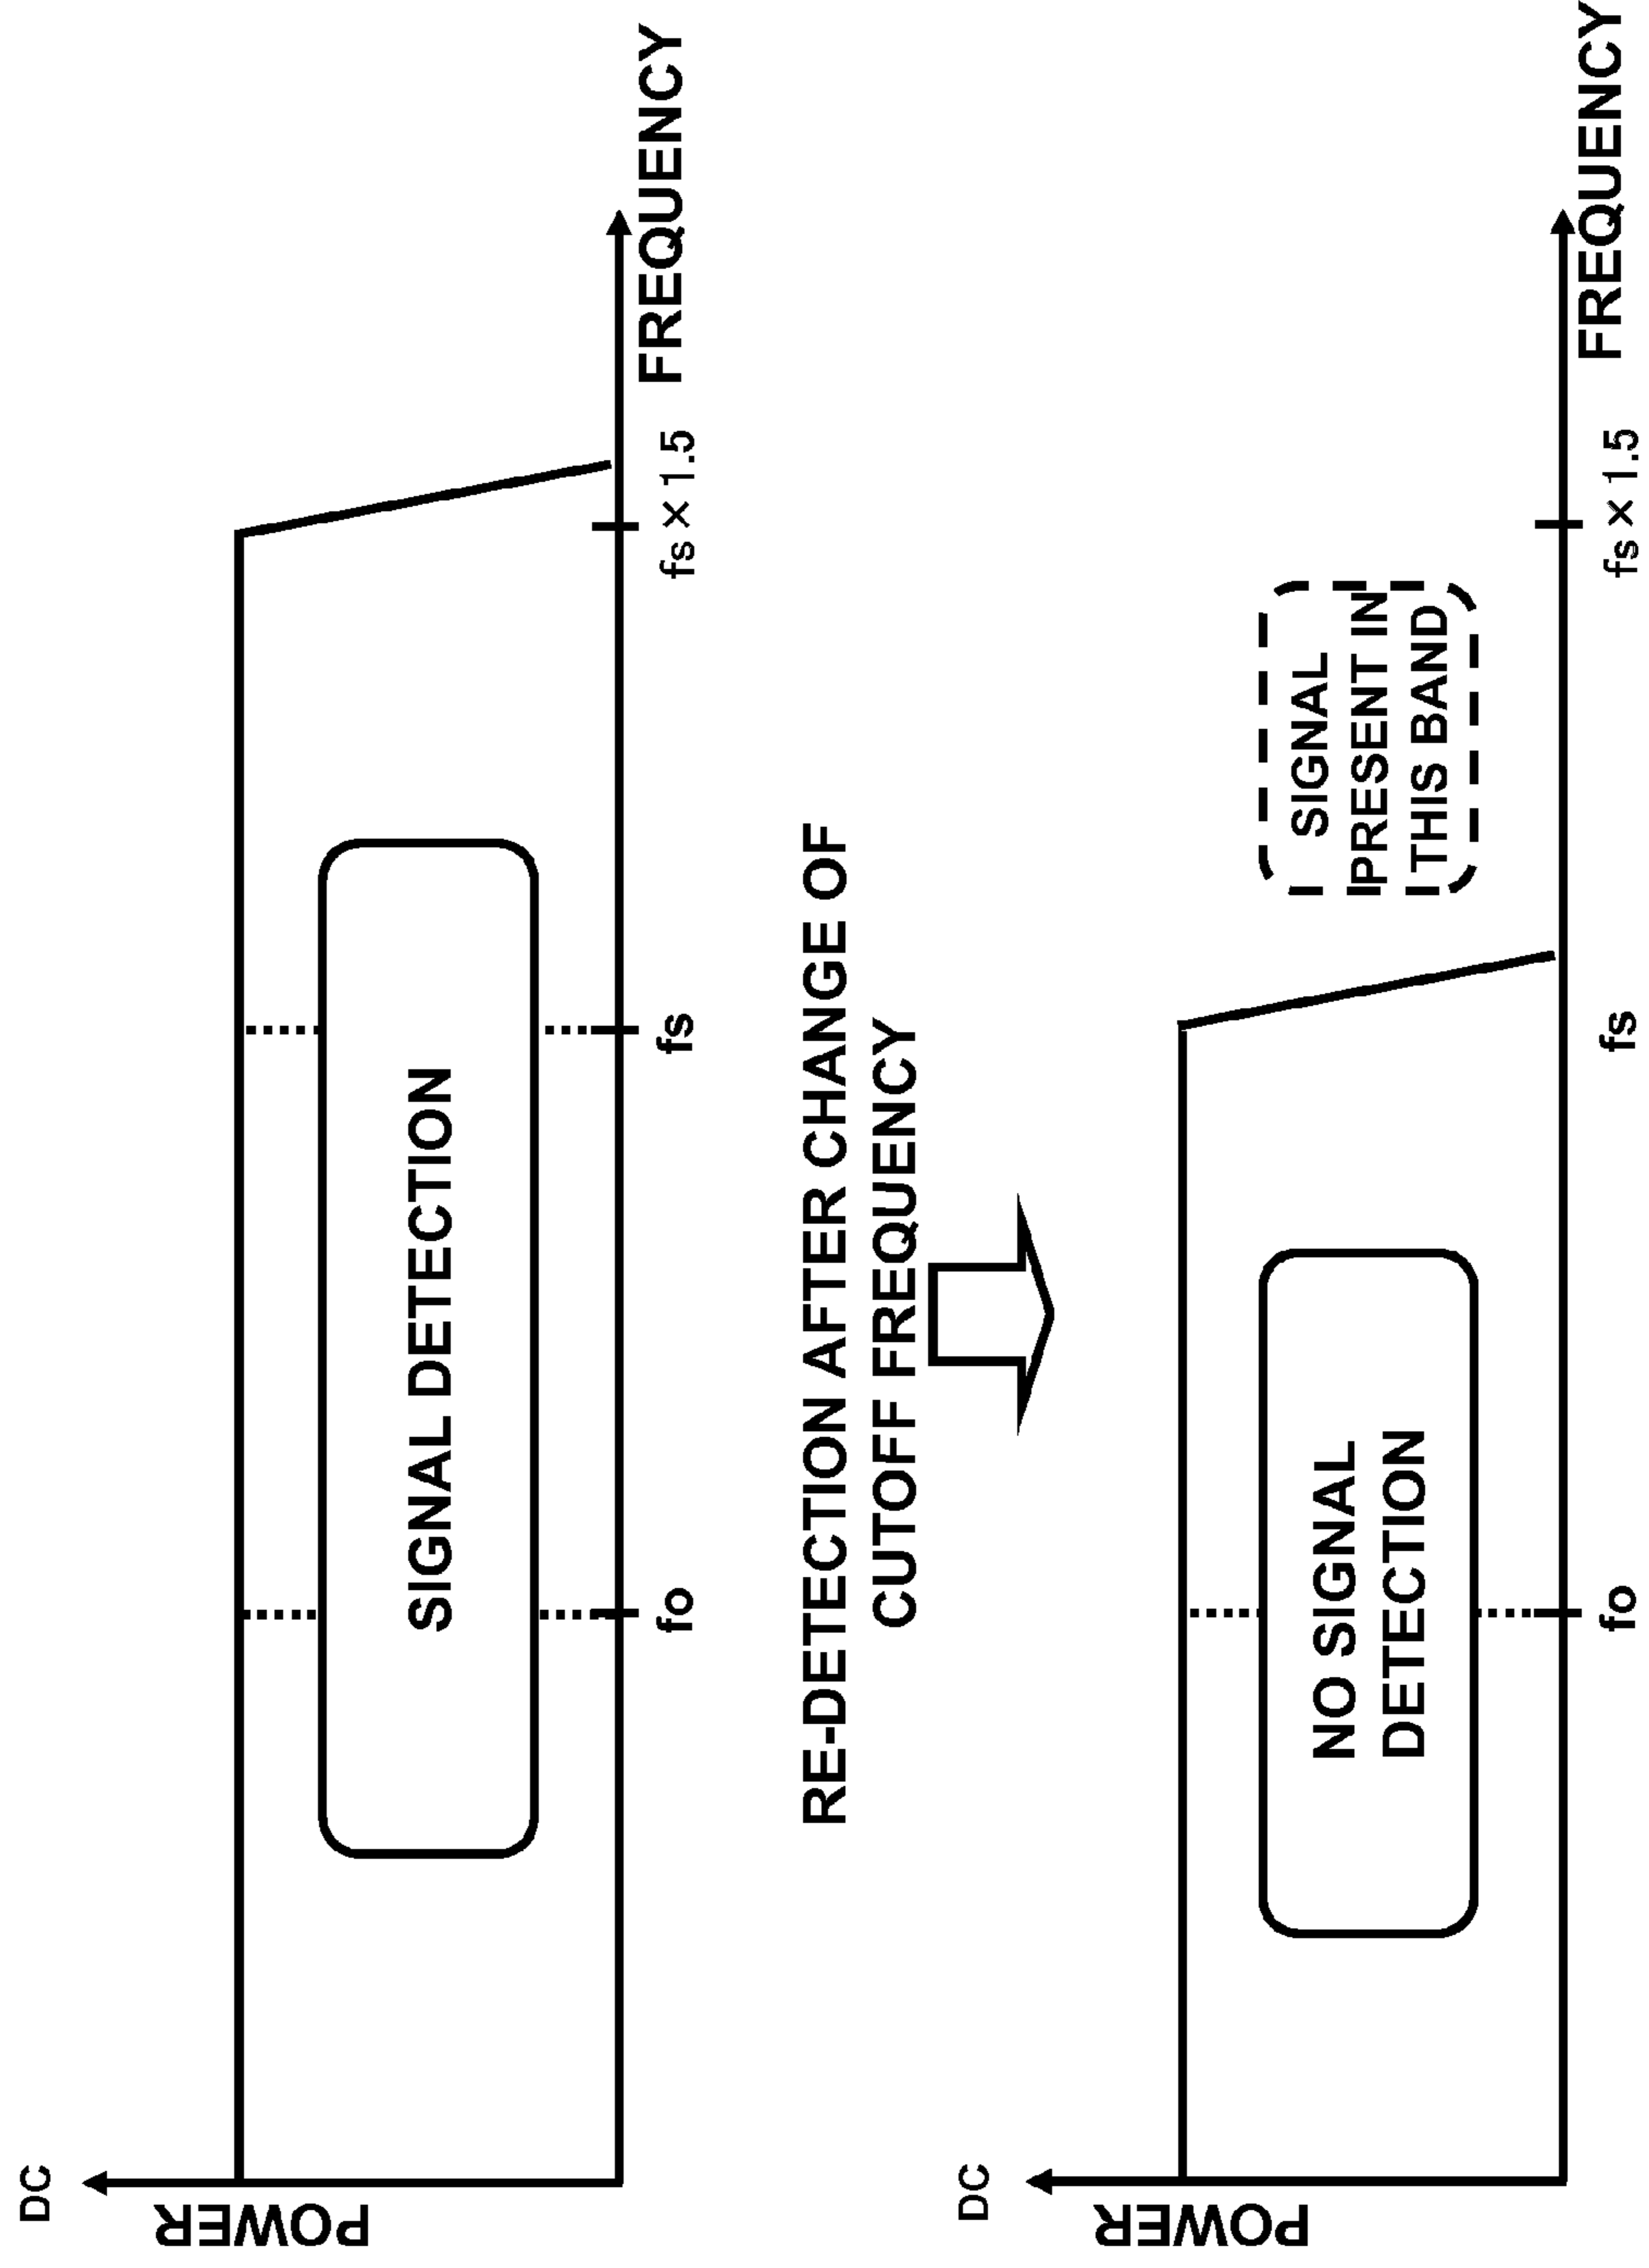 DC
POWER
SIGNAL DETECTION
fo
fs
fs × 1.5
FREQUENCY
RE-DETECTION AFTER CHANGE OF
CUTOFF FREQUENCY
DC
POWER
NO SIGNAL
DETECTION
SIGNAL
PRESENT IN
THIS BAND
fo
fs
fs × 1.5
FREQUENCY